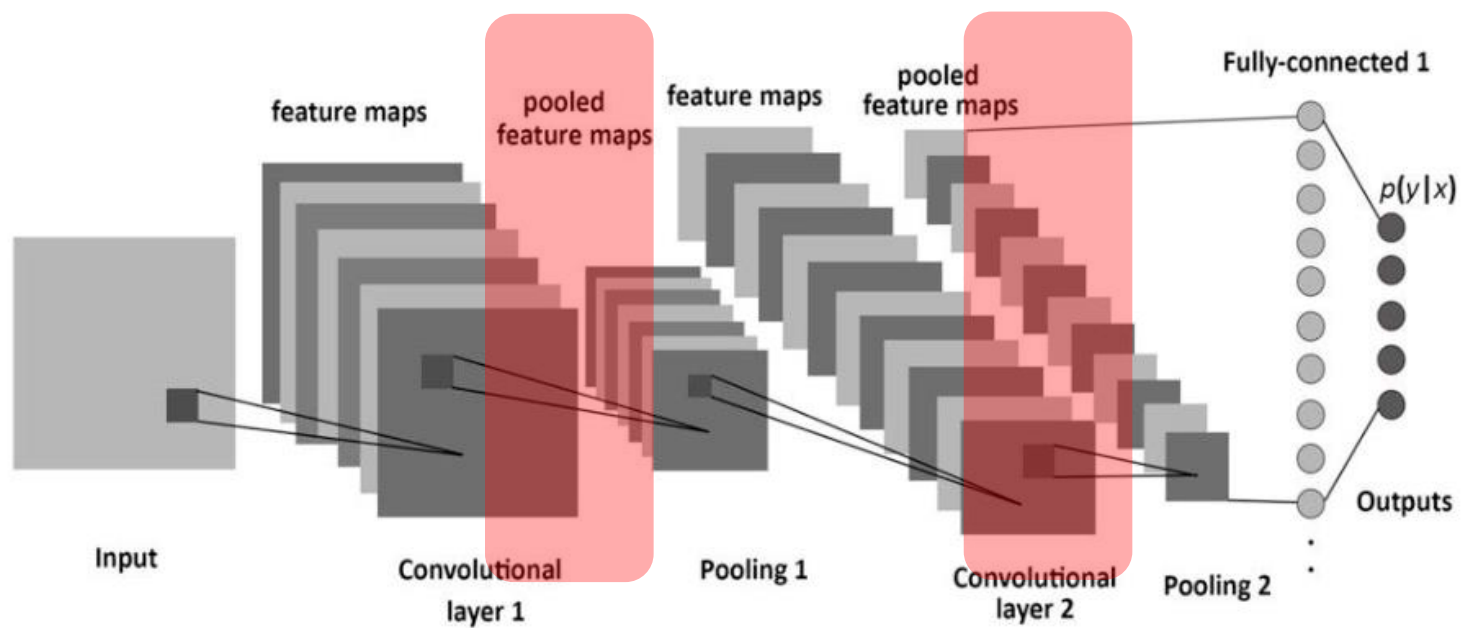 feature maps
pooled
feature maps
feature maps
pooled
feature maps
Fully-connected 1
p(y|x)
Outputs
Input
Convolutional
layer 1
Pooling 1
Convolutional
layer 2
Pooling 2